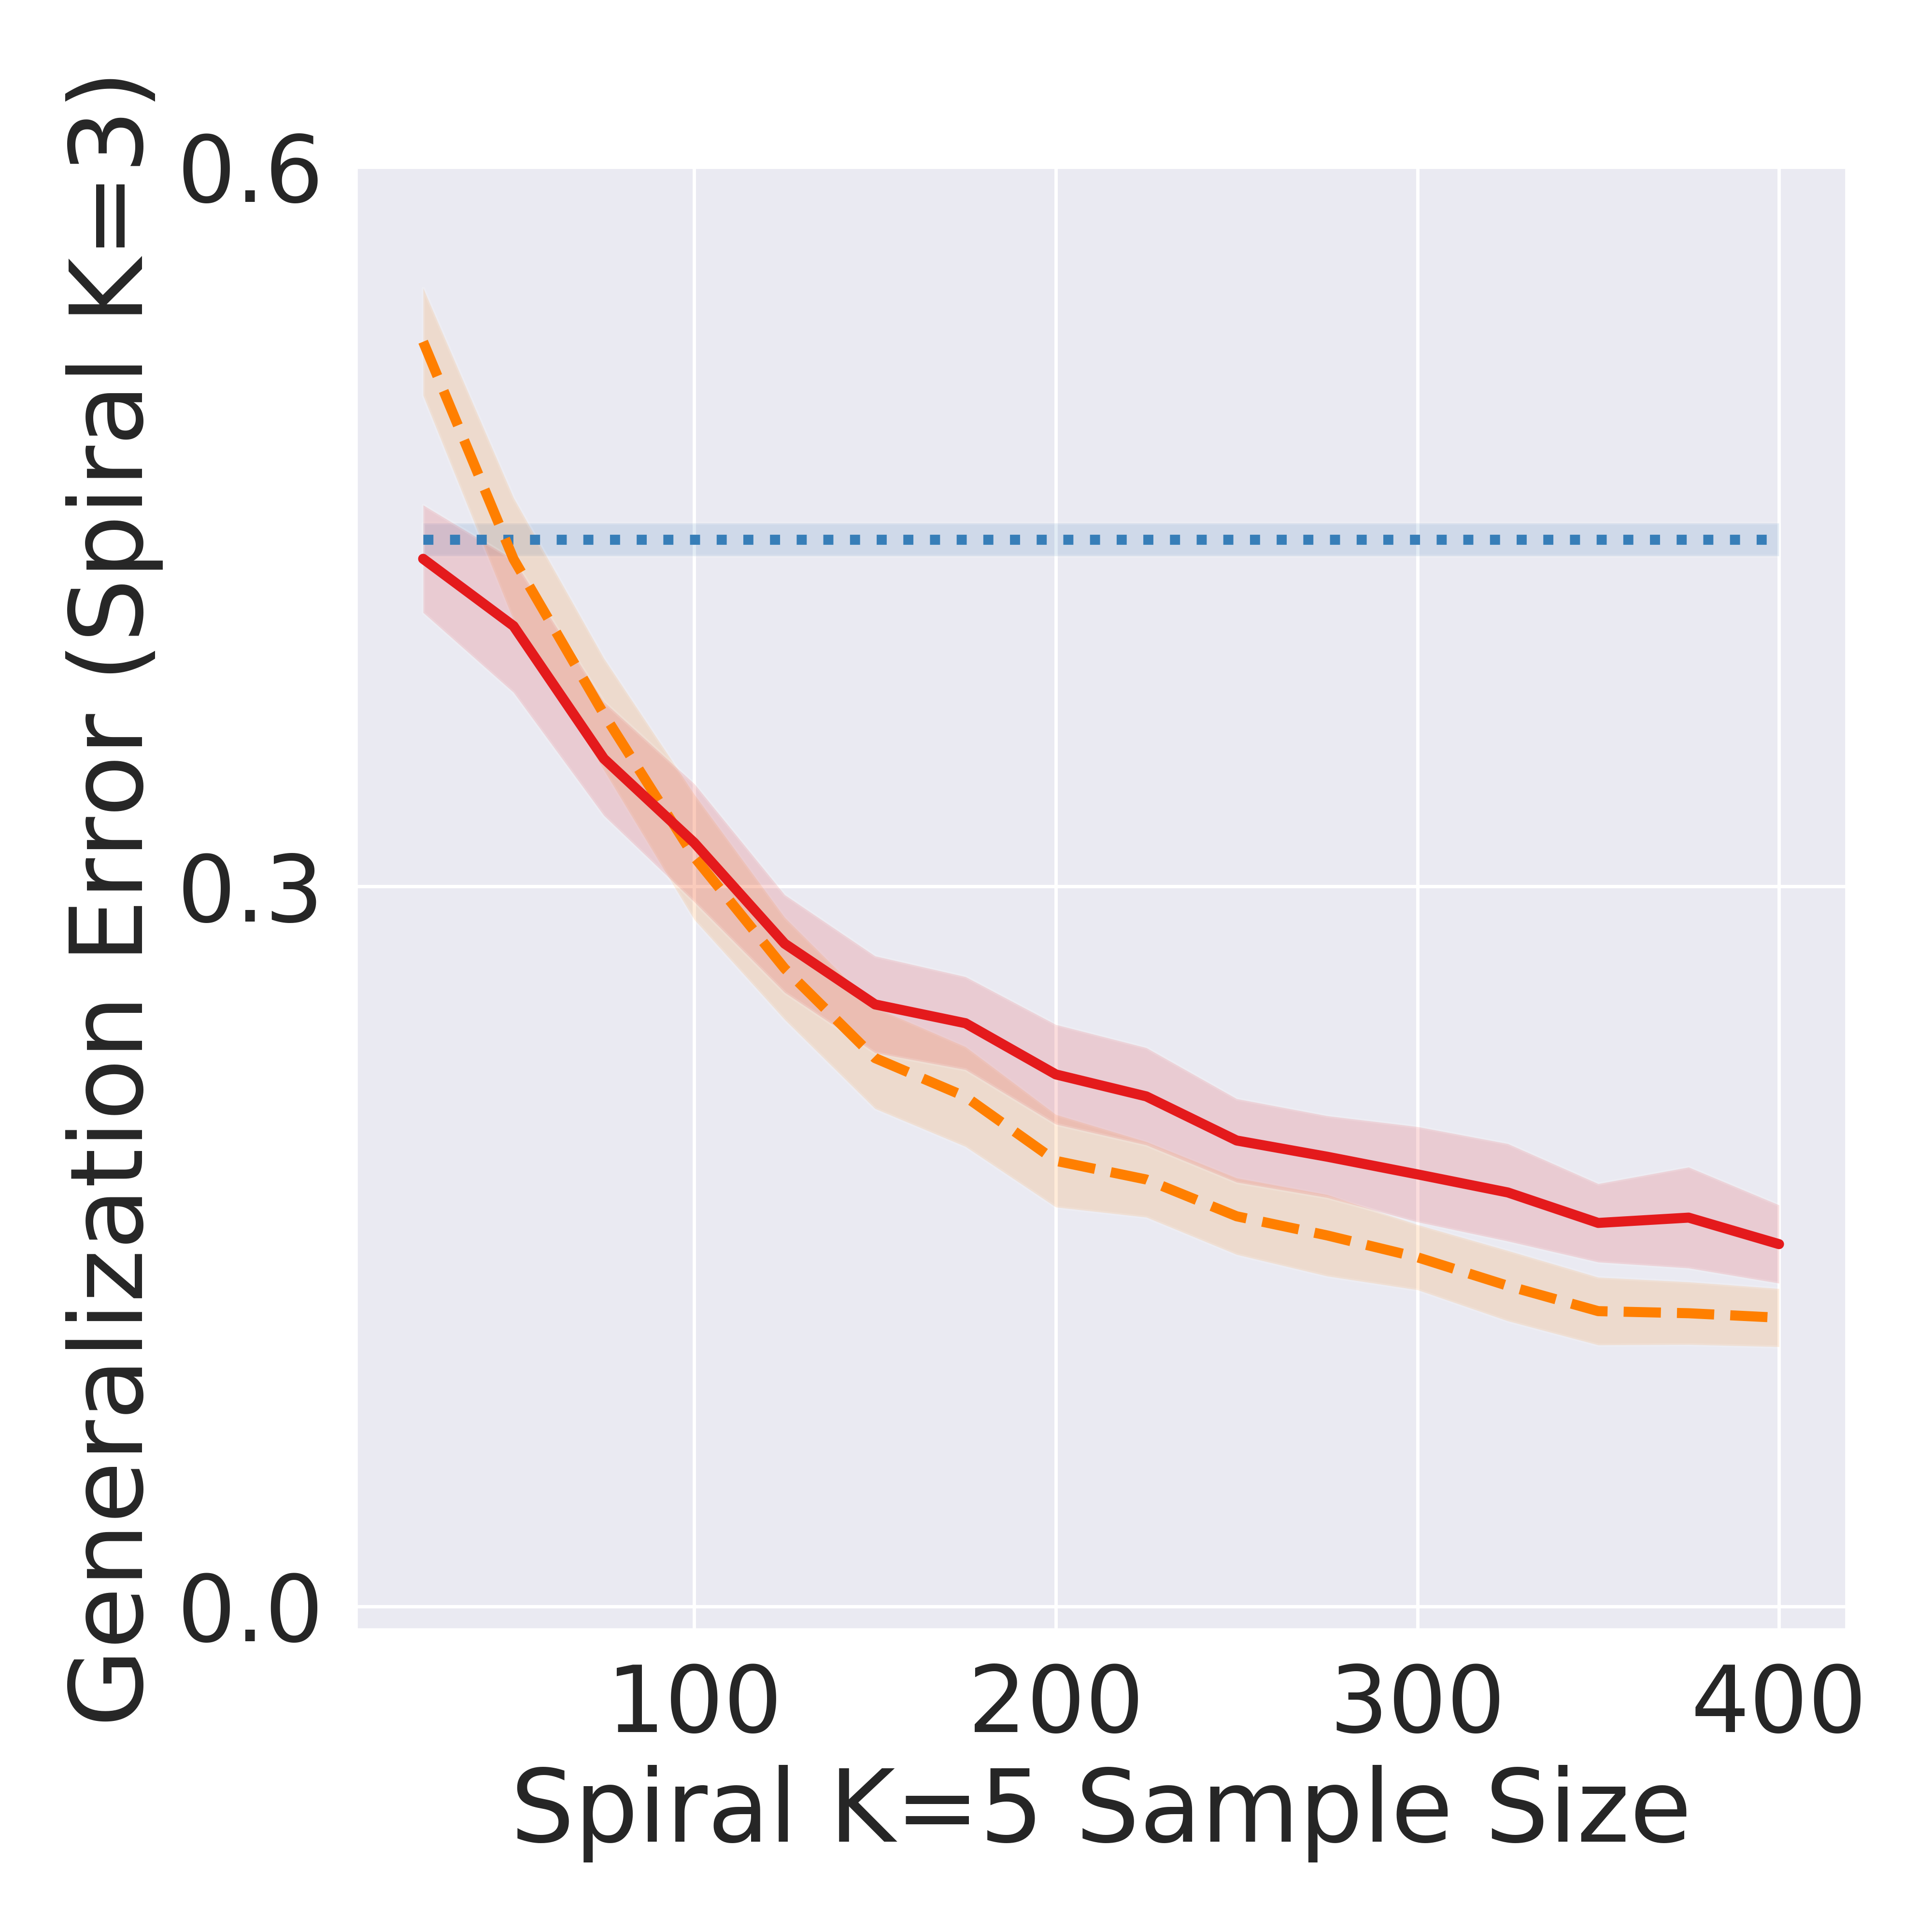 Generalization Error (Spiral K=3)
0.6
0.3
0.0
100 200 300 400
Spiral K=5 Sample Size